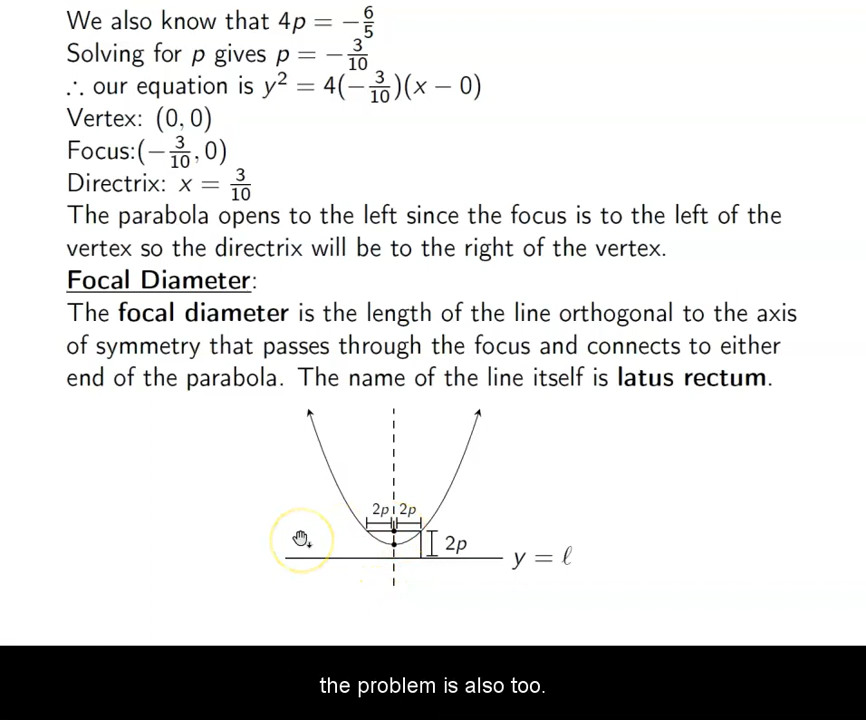 We also know that 4p = −6/5
Solving for p gives p = −3/10
∴ our equation is y² = 4(−3/10)(x − 0)
Vertex: (0, 0)
Focus:(−3/10, 0)
Directrix: x = 3/10
The parabola opens to the left since the focus is to the left of the
vertex so the directrix will be to the right of the vertex.
Focal Diameter:
The focal diameter is the length of the line orthogonal to the axis
of symmetry that passes through the focus and connects to either
end of the parabola. The name of the line itself is latus rectum.
2p 2p
2p
y = ℓ
the problem is also too.